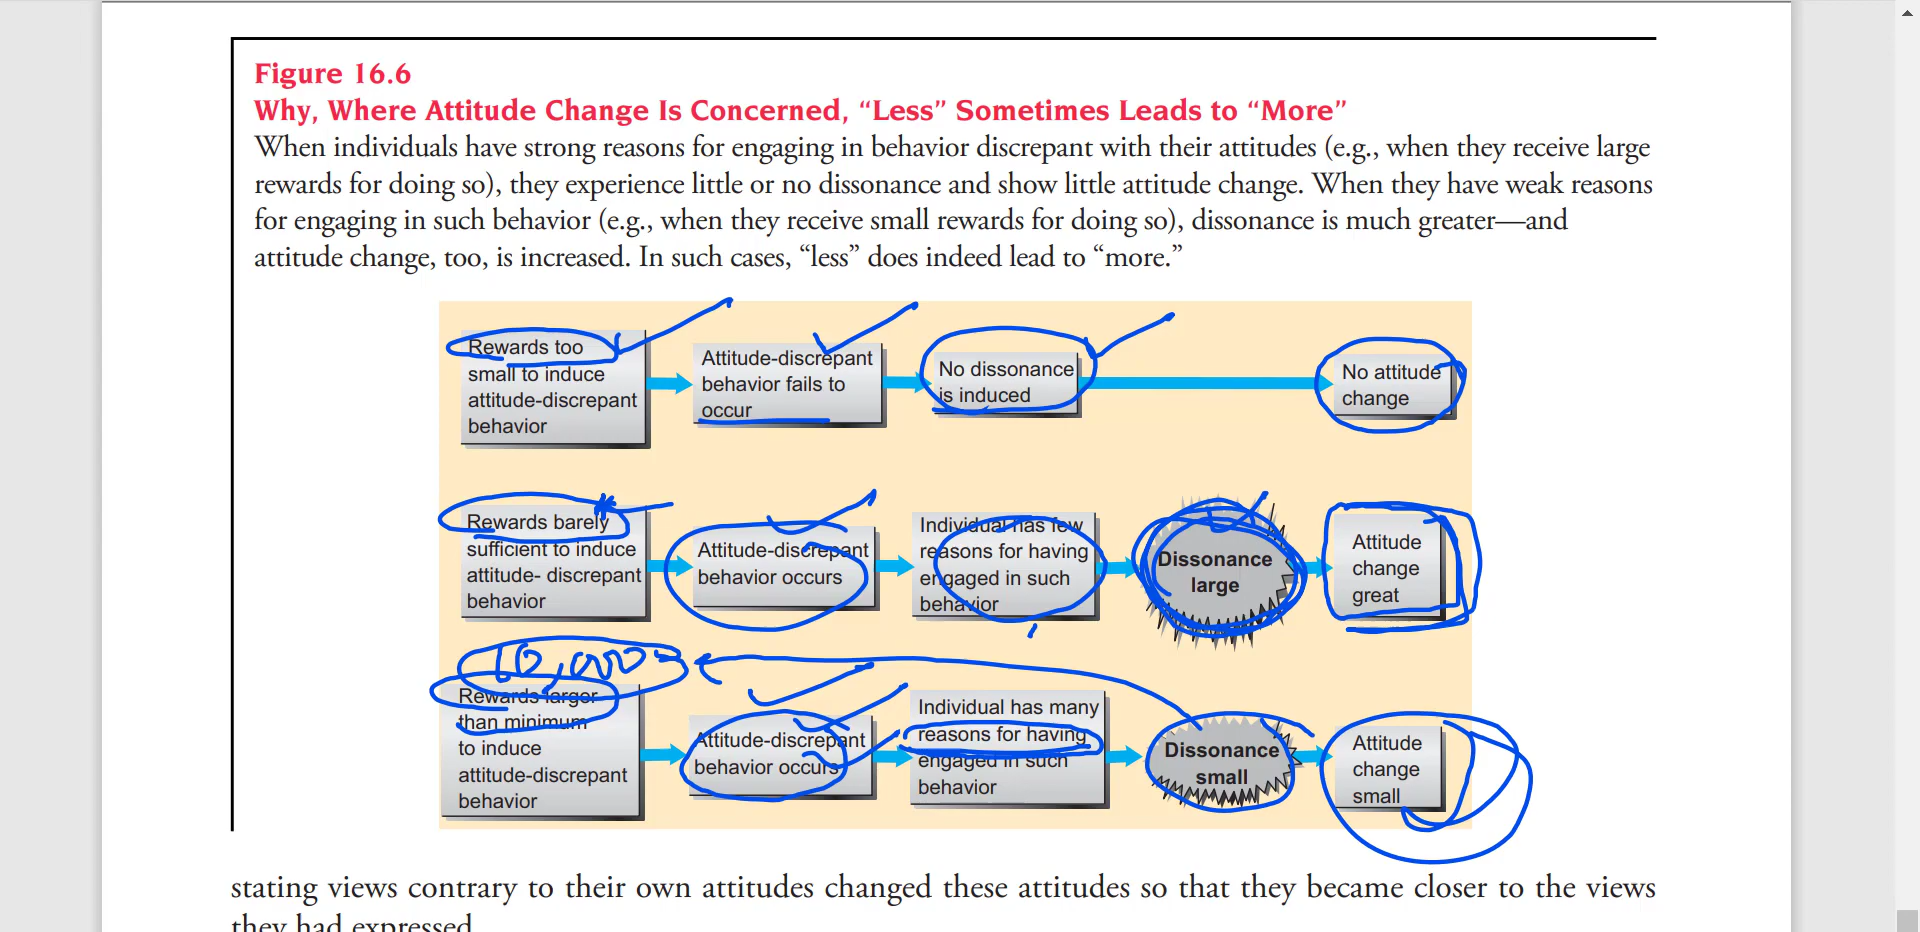 Figure 16.6
Why, Where Attitude Change Is Concerned, “Less” Sometimes Leads to “More”
When individuals have strong reasons for engaging in behavior discrepant with their attitudes (e.g., when they receive large
rewards for doing so), they experience little or no dissonance and show little attitude change. When they have weak reasons
for engaging in such behavior (e.g., when they receive small rewards for doing so), dissonance is much greater—and
attitude change, too, is increased. In such cases, “less” does indeed lead to “more.”
Rewards too
small to induce
attitude-discrepant
behavior
Attitude-discrepant
behavior fails to
occur
No dissonance
is induced
No attitude
change
Rewards barely
sufficient to induce
attitude- discrepant
behavior
Attitude-discrepant
behavior occurs
Individual has few
reasons for having
engaged in such
behavior
Dissonance
large
Attitude
change
great
Rewards larger
than minimum
to induce
attitude-discrepant
behavior
Attitude-discrepant
behavior occurs
Individual has many
reasons for having
engaged in such
behavior
Dissonance
small
Attitude
change
small
stating views contrary to their own attitudes changed these attitudes so that they became closer to the views
they had expressed